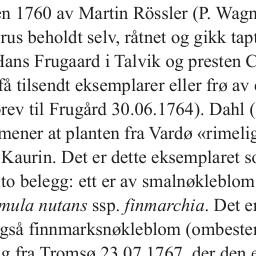 en 1760 av Martin Rössler (P. Wagn
rus beholdt selv, råtnet og gikk tapt
Hans Frugaard i Talvik og presten C
få tilsendt eksemplarer eller frø av
brev til Frugård 30.06.1764). Dahl (
mener at planten fra Vardø «rimelig
Kaurin. Det er dette eksemplaret so
to belegg: ett er av smalnøkleblom
mula nutans ssp. finmarchia. Det er
gså finnmarksnøkleblom (ombester
g fra Tromsø 23.07.1767, der den e